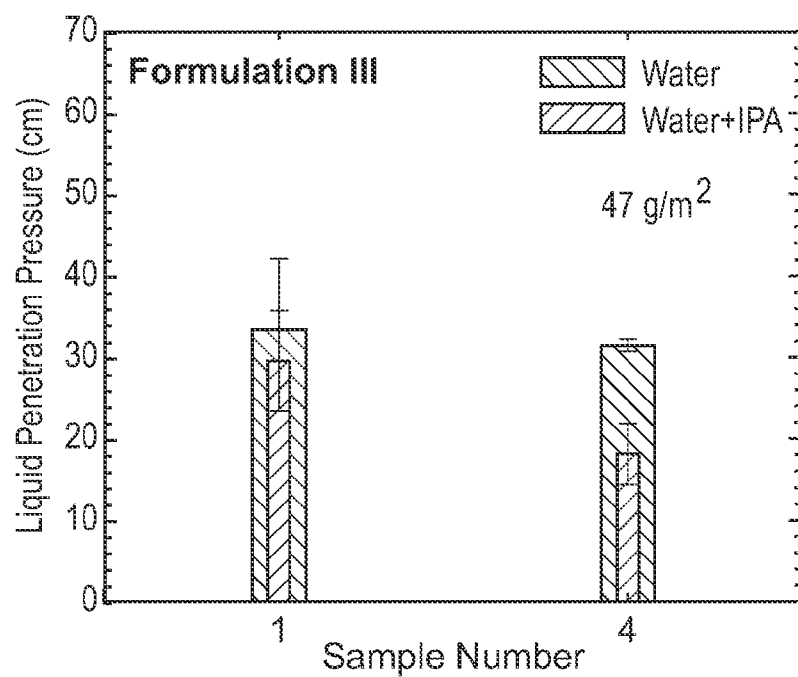 Formulation III
Water
Water+IPA
47 g/m²
Liquid Penetration Pressure (cm)
70
60
50
40
30
20
10
0
1
4
Sample Number